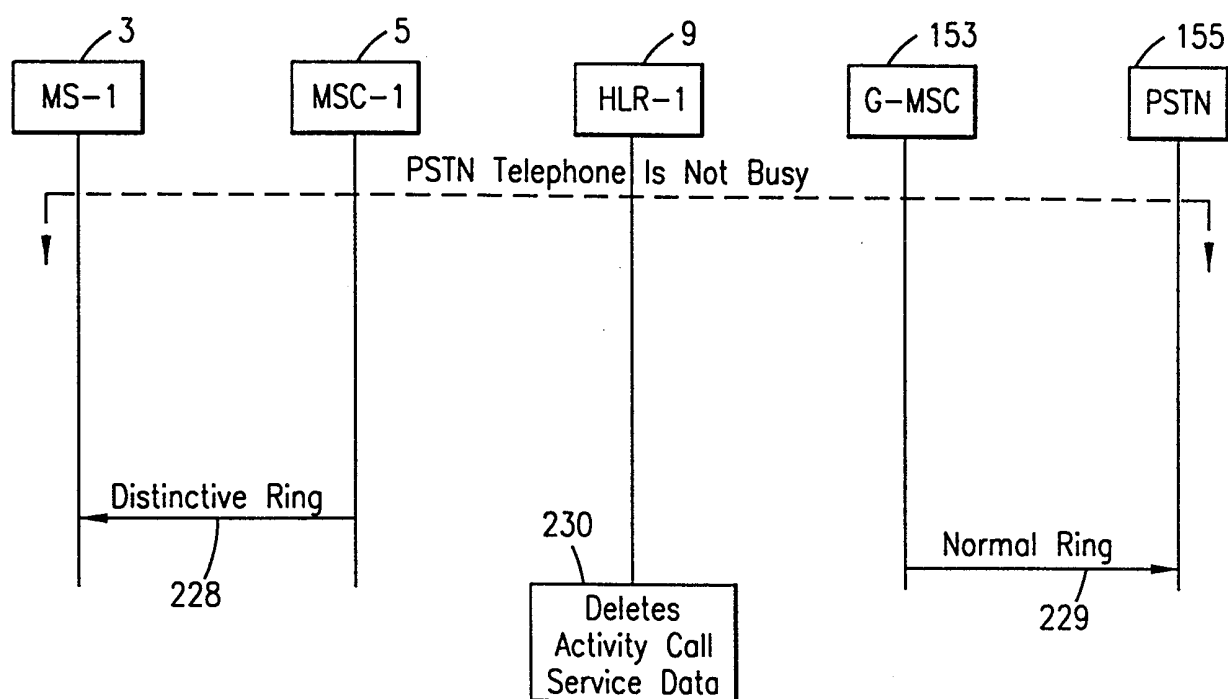 3
5
9
153
155
MS-1
MSC-1
HLR-1
G-MSC
PSTN
PSTN Telephone Is Not Busy
Distinctive Ring
228
230
Normal Ring
229
Deletes
Activity Call
Service Data